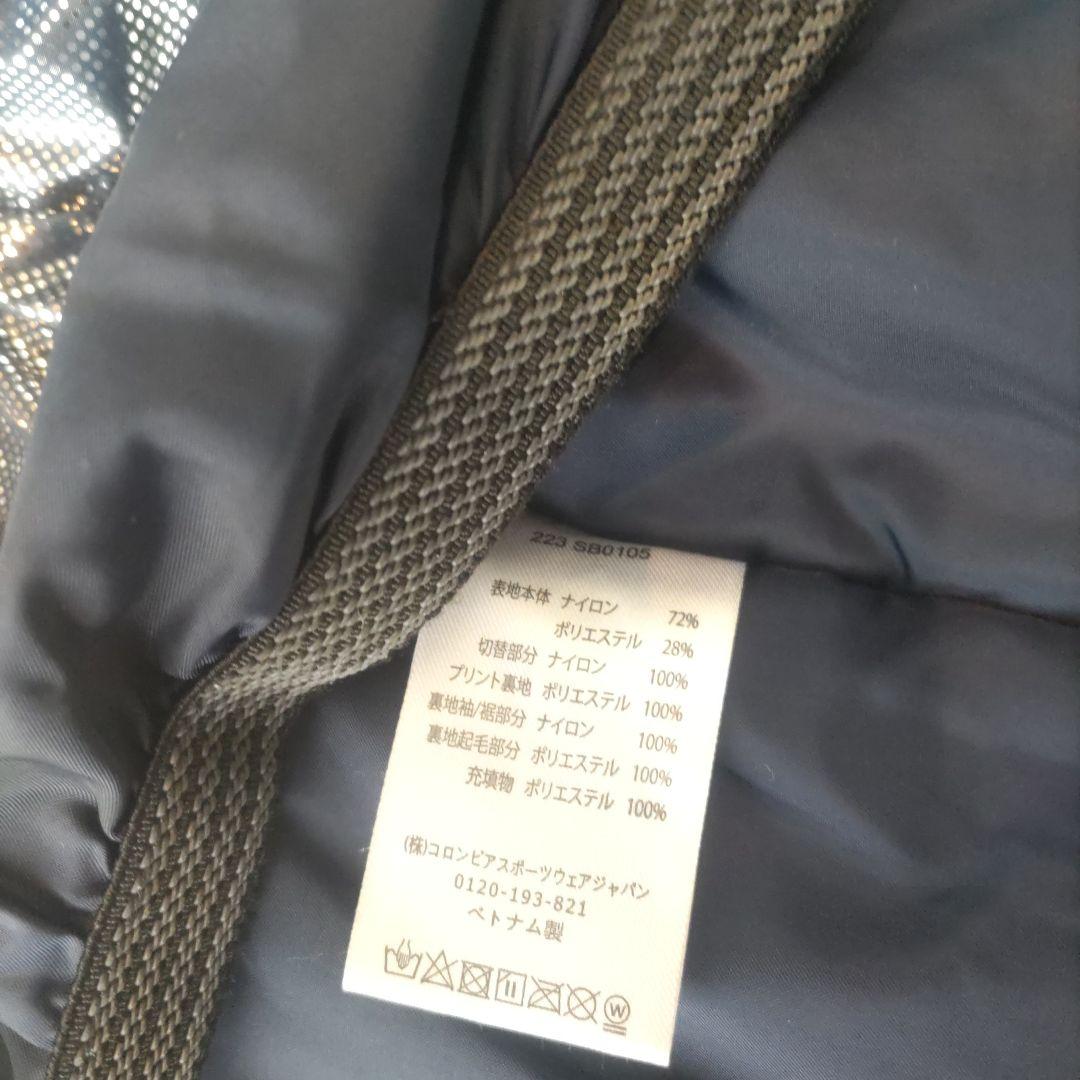 223 SB0105
表地本体 ナイロン 72%
ポリエステル 28%
切替部分 ナイロン 100%
プリント裏地 ポリエステル 100%
裏地袖/裾部分 ナイロン 100%
裏地起毛部分 ポリエステル 100%
充填物 ポリエステル 100%
(株)コロンビアスポーツウェアジャパン
0120-193-821
ベトナム製
W